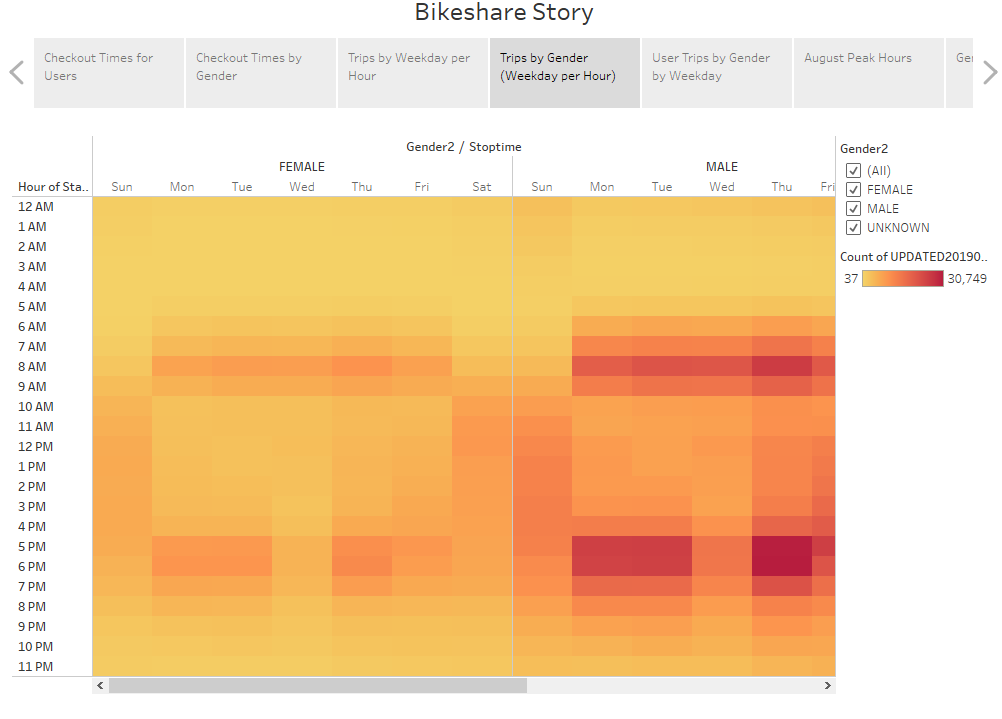 Bikeshare Story
Checkout Times for
Users
Checkout Times by
Gender
Trips by Weekday per
Hour
Trips by Gender
(Weekday per Hour)
User Trips by Gender
by Weekday
August Peak Hours
Ge
Gender2 / Stoptime
FEMALE MALE
Hour of Sta.. Sun Mon Tue Wed Thu Fri Sat Sun Mon Tue Wed Thu Fri
12 AM
1 AM
2 AM
3 AM
4 AM
5 AM
6 AM
7 AM
8 AM
9 AM
10 AM
11 AM
12 PM
1 PM
2 PM
3 PM
4 PM
5 PM
6 PM
7 PM
8 PM
9 PM
10 PM
11 PM
Gender2
(All)
FEMALE
MALE
UNKNOWN
Count of UPDATED20190..
37 30,749